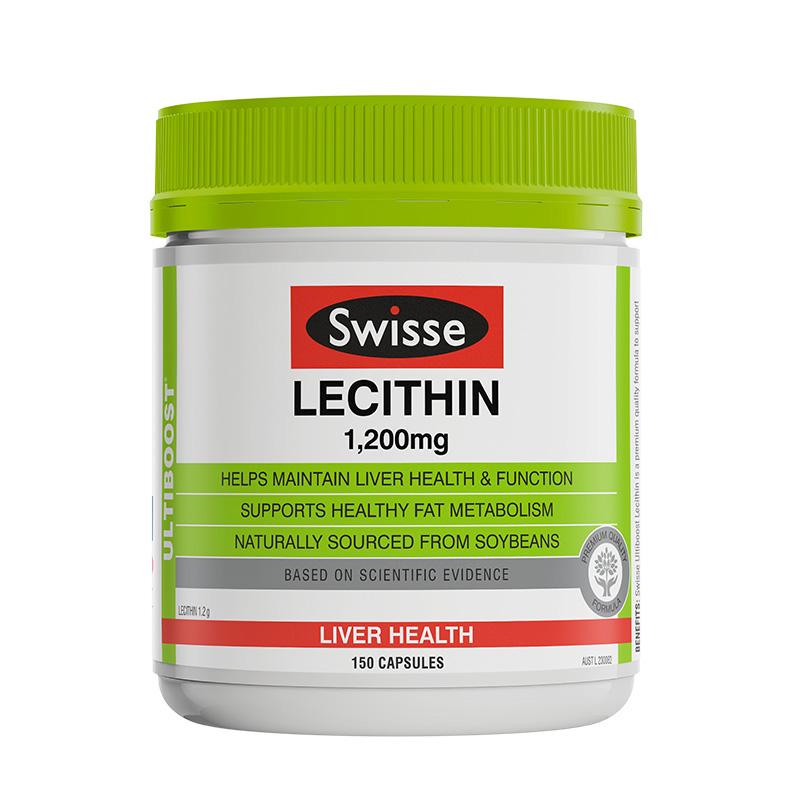 Swisse
LECITHIN
1,200mg
HELPS MAINTAIN LIVER HEALTH & FUNCTION
SUPPORTS HEALTHY FAT METABOLISM
NATURALLY SOURCED FROM SOYBEANS
BASED ON SCIENTIFIC EVIDENCE
PREMIUM QUALITY
FORMULA
LECITHIN 1.2 g
LIVER HEALTH
150 CAPSULES
AUST L 230062
ULTIBOOST
BENEFITS: Swisse Ultiboost Lecithin is a premium quality formula to support